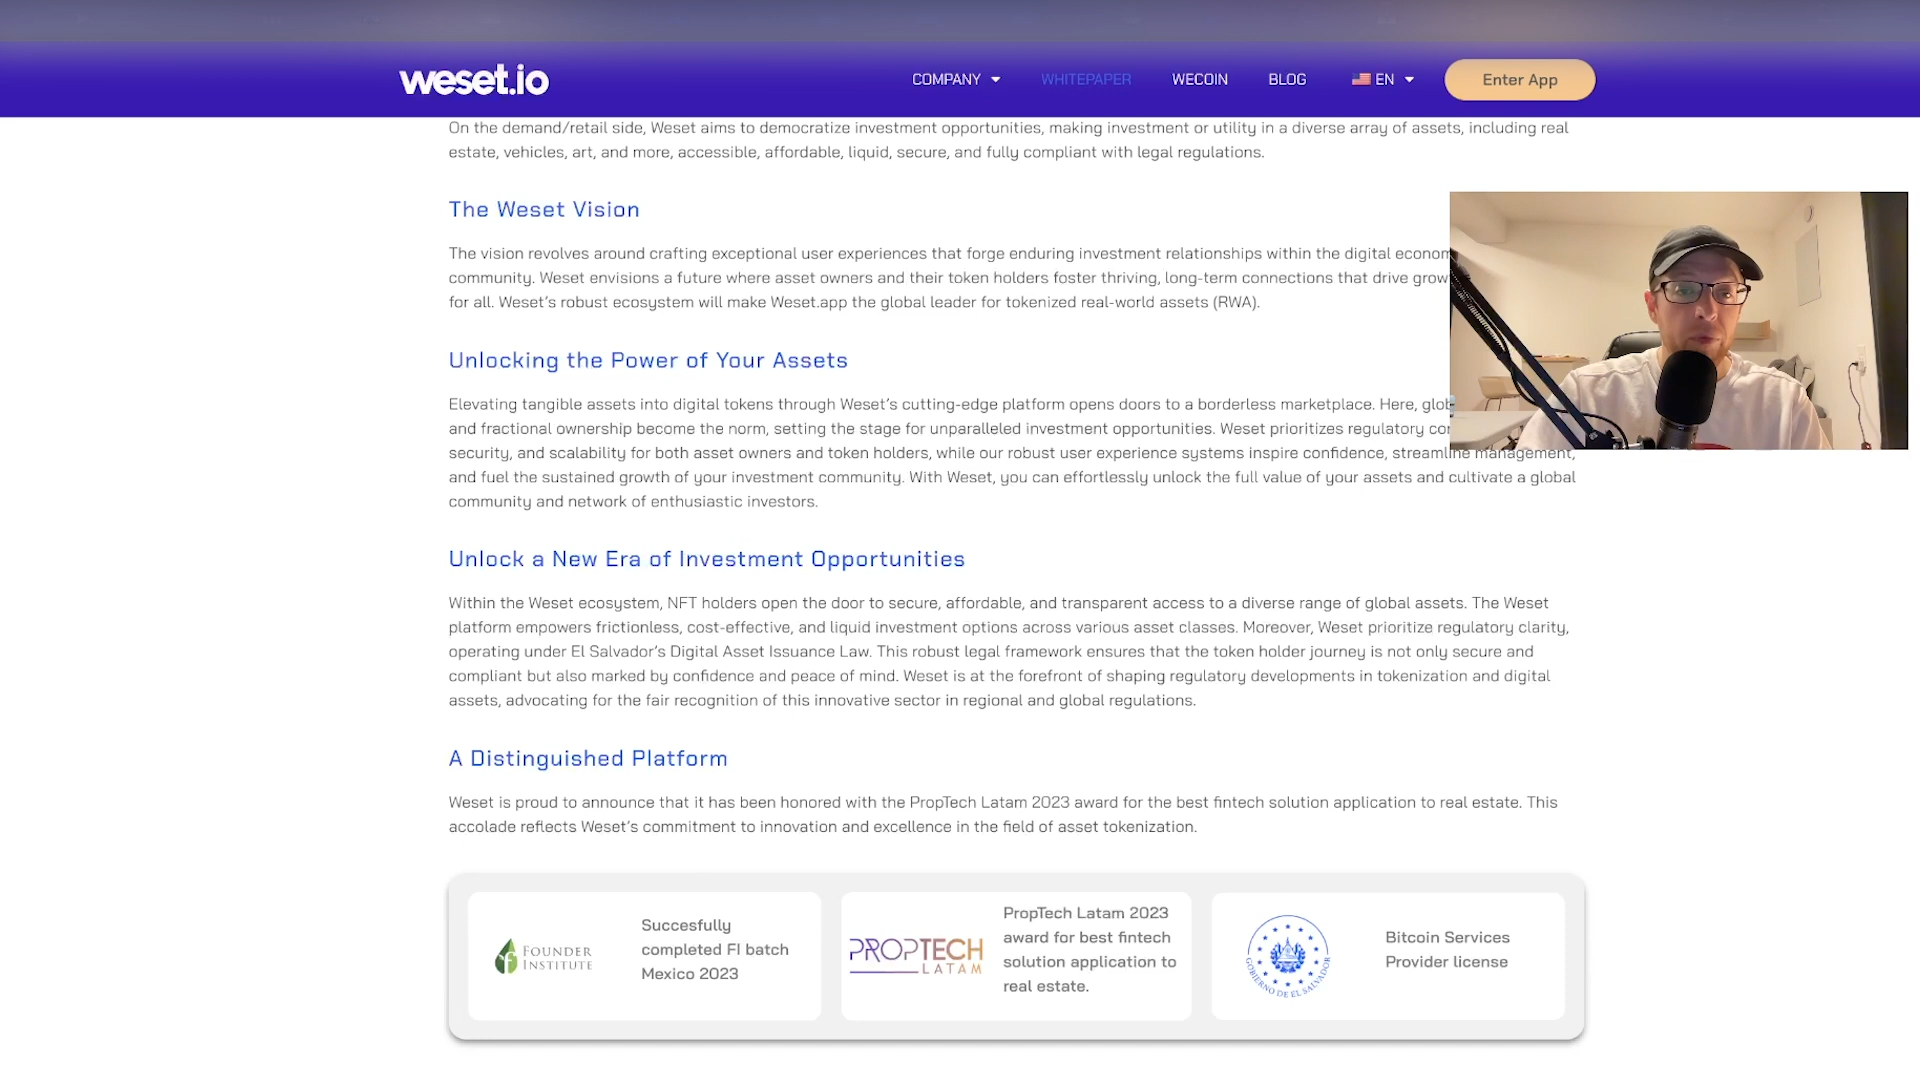 weset.io
COMPANY
WHITEPAPER
WECOIN
BLOG
EN
Enter App
On the demand/retail side, Weset aims to democratize investment opportunities, making investment or utility in a diverse array of assets, including real
estate, vehicles, art, and more, accessible, affordable, liquid, secure, and fully compliant with legal regulations.
The Weset Vision
The vision revolves around crafting exceptional user experiences that forge enduring investment relationships within the digital econom
community. Weset envisions a future where asset owners and their token holders foster thriving, long-term connections that drive grow
for all. Weset's robust ecosystem will make Weset.app the global leader for tokenized real-world assets (RWA).
Unlocking the Power of Your Assets
Elevating tangible assets into digital tokens through Weset's cutting-edge platform opens doors to a borderless marketplace. Here, glob
and fractional ownership become the norm, setting the stage for unparalleled investment opportunities. Weset prioritizes regulatory co
security, and scalability for both asset owners and token holders, while our robust user experience systems inspire confidence, streamline management,
and fuel the sustained growth of your investment community. With Weset, you can effortlessly unlock the full value of your assets and cultivate a global
community and network of enthusiastic investors.
Unlock a New Era of Investment Opportunities
Within the Weset ecosystem, NFT holders open the door to secure, affordable, and transparent access to a diverse range of global assets. The Weset
platform empowers frictionless, cost-effective, and liquid investment options across various asset classes. Moreover, Weset prioritize regulatory clarity,
operating under El Salvador's Digital Asset Issuance Law. This robust legal framework ensures that the token holder journey is not only secure and
compliant but also marked by confidence and peace of mind. Weset is at the forefront of shaping regulatory developments in tokenization and digital
assets, advocating for the fair recognition of this innovative sector in regional and global regulations.
A Distinguished Platform
Weset is proud to announce that it has been honored with the PropTech Latam 2023 award for the best fintech solution application to real estate. This
accolade reflects Weset's commitment to innovation and excellence in the field of asset tokenization.
FOUNDER
INSTITUTE
Succesfully
completed FI batch
Mexico 2023
PROPTECH
LATAM
PropTech Latam 2023
award for best fintech
solution application to
real estate.
GOBIERNO DE EL SALVADOR
Bitcoin Services
Provider license